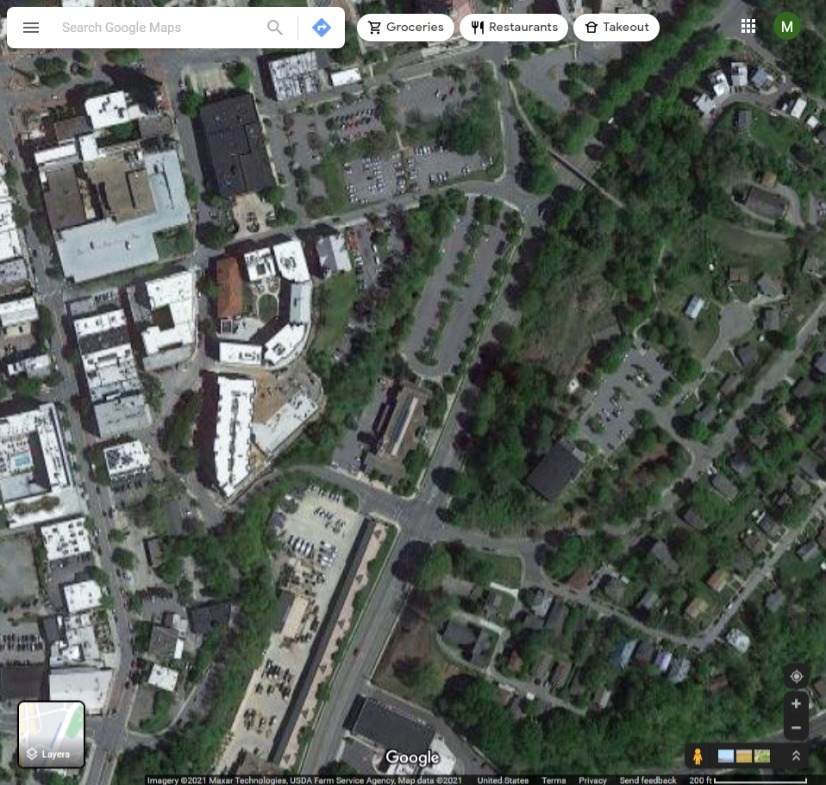 Search Google Maps
Groceries
Restaurants
Takeout
M
Layers
Google
Imagery ©2021 Maxar Technologies, USDA Farm Service Agency, Map data ©2021 United States Terms Privacy Send feedback 200 ft